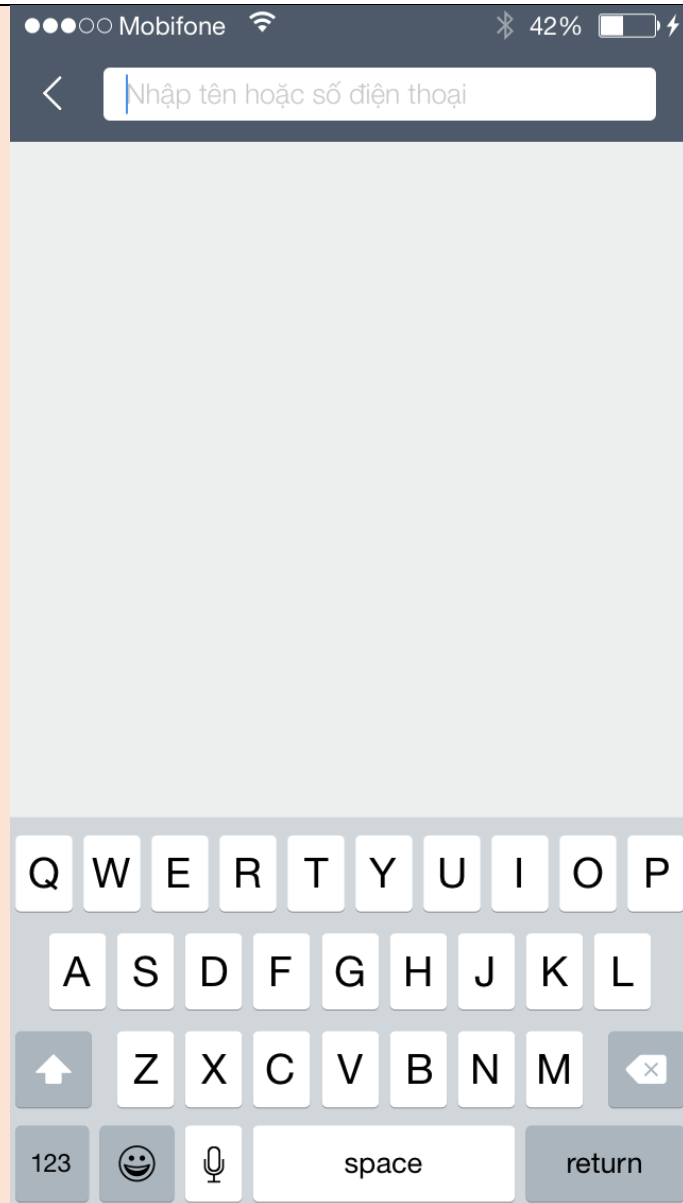 Mobifone 42%
Nhập tên hoặc số điện thoại
Q W E R T Y U I O P
A S D F G H J K L
Z X C V B N M
123 space return